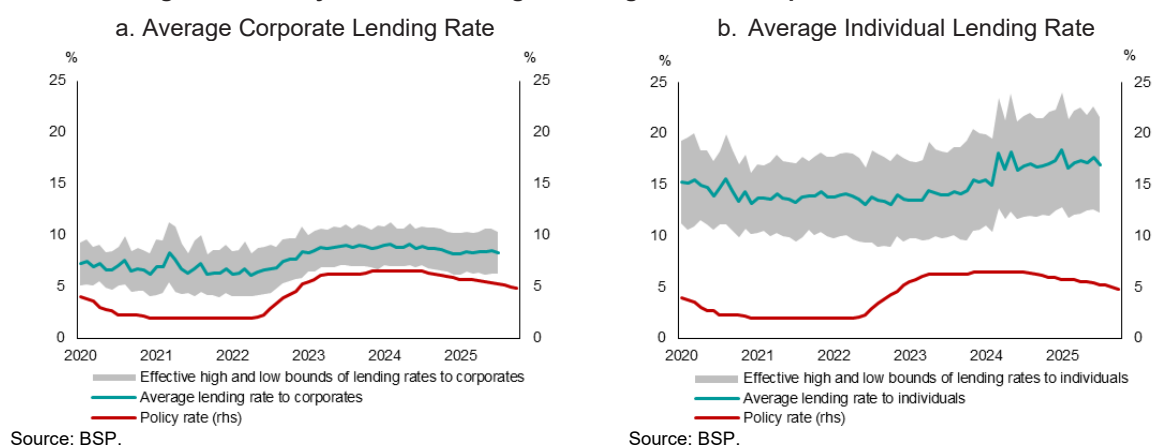 a. Average Corporate Lending Rate
% %
25 25
20 20
15 15
10 10
5 5
0 0
2020 2021 2022 2023 2024 2025
Effective high and low bounds of lending rates to corporates
Average lending rate to corporates
Policy rate (rhs)
Source: BSP.
b. Average Individual Lending Rate
% %
25 25
20 20
15 15
10 10
5 5
0 0
2020 2021 2022 2023 2024 2025
Effective high and low bounds of lending rates to individuals
Average lending rate to individuals
Policy rate (rhs)
Source: BSP.